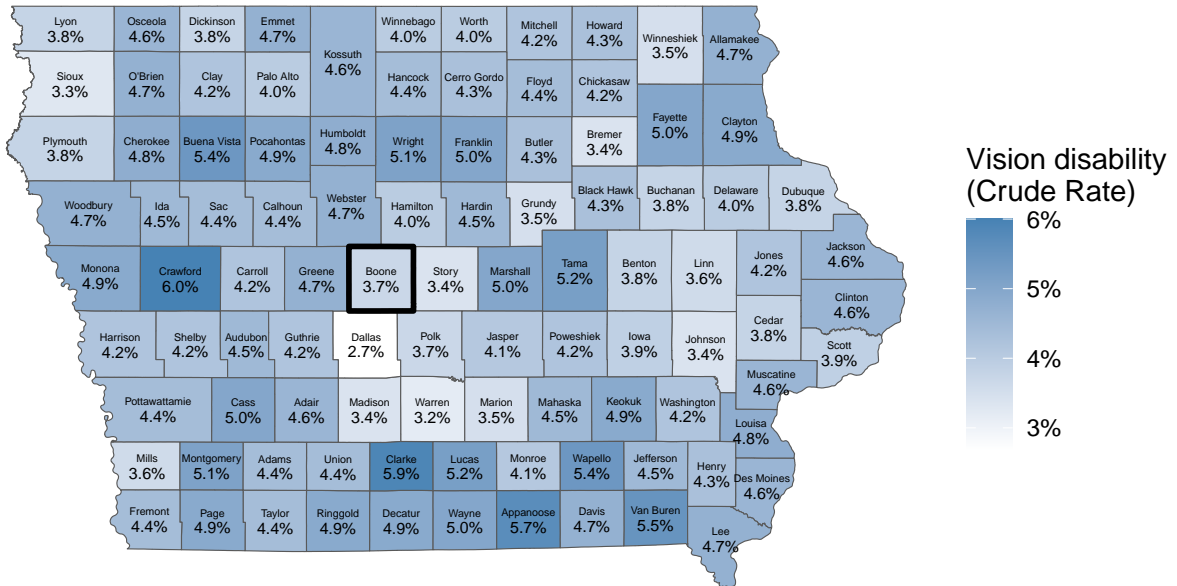 Lyon
3.8%
Osceola
4.6%
Dickinson
3.8%
Emmet
4.7%
Kossuth
4.6%
Winnebago
4.0%
Worth
4.0%
Mitchell
4.2%
Howard
4.3%
Winneshiek
3.5%
Allamakee
4.7%
Sioux
3.3%
O'Brien
4.7%
Clay
4.2%
Palo Alto
4.0%
Hancock
4.4%
Cerro Gordo
4.3%
Floyd
4.4%
Chickasaw
4.2%
Fayette
5.0%
Clayton
4.9%
Plymouth
3.8%
Cherokee
4.8%
Buena Vista
5.4%
Pocahontas
4.9%
Humboldt
4.8%
Wright
5.1%
Franklin
5.0%
Butler
4.3%
Bremer
3.4%
Woodbury
4.7%
Ida
4.5%
Sac
4.4%
Calhoun
4.4%
Webster
4.7%
Hamilton
4.0%
Hardin
4.5%
Grundy
3.5%
Black Hawk
4.3%
Buchanan
3.8%
Delaware
4.0%
Dubuque
3.8%
Monona
4.9%
Crawford
6.0%
Carroll
4.2%
Greene
4.7%
Boone
3.7%
Story
3.4%
Marshall
5.0%
Tama
5.2%
Benton
3.8%
Linn
3.6%
Jones
4.2%
Jackson
4.6%
Clinton
4.6%
Harrison
4.2%
Shelby
4.2%
Audubon
4.5%
Guthrie
4.2%
Dallas
2.7%
Polk
3.7%
Jasper
4.1%
Poweshiek
4.2%
Iowa
3.9%
Johnson
3.4%
Cedar
3.8%
Scott
3.9%
Muscatine
4.6%
Pottawattamie
4.4%
Cass
5.0%
Adair
4.6%
Madison
3.4%
Warren
3.2%
Marion
3.5%
Mahaska
4.5%
Keokuk
4.9%
Washington
4.2%
Louisa
4.8%
Mills
3.6%
Montgomery
5.1%
Adams
4.4%
Union
4.4%
Clarke
5.9%
Lucas
5.2%
Monroe
4.1%
Wapello
5.4%
Jefferson
4.5%
Henry
4.3%
Des Moines
4.6%
Fremont
4.4%
Page
4.9%
Taylor
4.4%
Ringgold
4.9%
Decatur
4.9%
Wayne
5.0%
Appanoose
5.7%
Davis
4.7%
Van Buren
5.5%
Lee
4.7%
Vision disability
(Crude Rate)
6%
5%
4%
3%